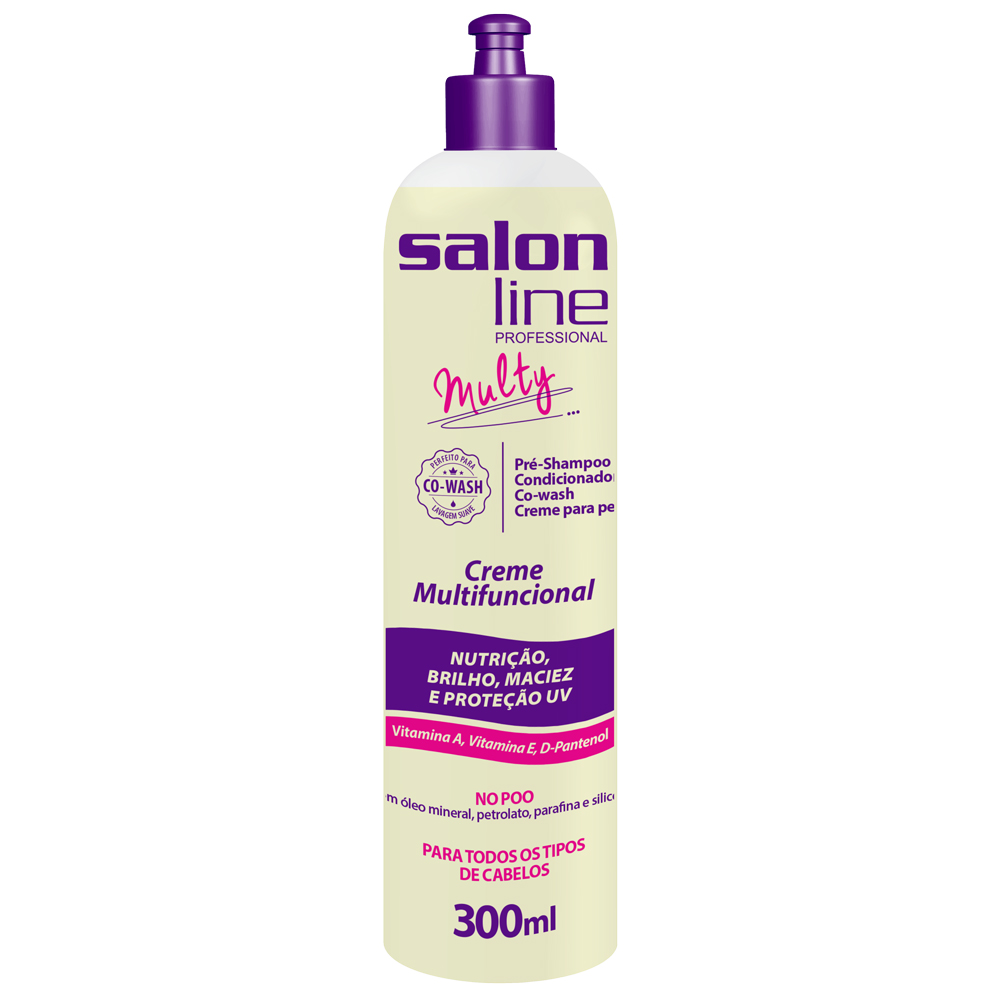 salon
line
PROFESSIONAL
Multy
...
PERFEITO PARA
CO-WASH
LAVAGEM SUAVE
Pré-Shampoo
Condicionado
Co-wash
Creme para pe
Creme
Multifuncional
NUTRIÇÃO,
BRILHO, MACIEZ
E PROTEÇÃO UV
Vitamina A, Vitamina E, D-Pantenol
NO POO
m óleo mineral, petrolato, parafina e silic
PARA TODOS OS TIPOS
DE CABELOS
300ml